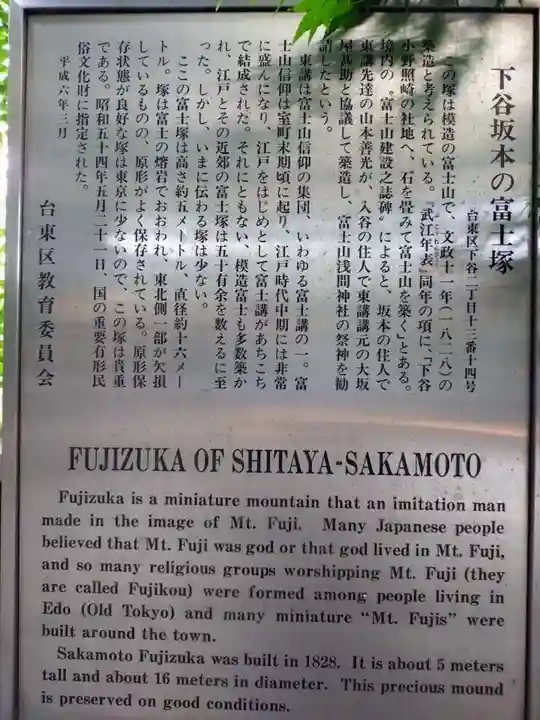 下谷坂本の富士塚
台東区下谷二丁目十三番十四号
この塚は模造の富士山で、文政十一年(一八二八)の
築造と考えられている。『武江年表』同年の項に、「下谷
小野照崎の社地へ、石を畳みて富士山を築く」とある。
境内の〝富士山建設之誌碑〟によると、坂本の住人で
東講先達の山本善光が、入谷の住人で東講講元の大坂
屋甚助と協議して築造し、富士山浅間神社の祭神を勧
請したという。
東講は富士山信仰の集団、いわゆる富士講の一。富
士山信仰は室町末期頃に起り、江戸時代中期には非常
に盛んになり、江戸をはじめとして富士講があちこち
で結成された。それにともない、模造富士も多数築か
れ、江戸とその近郊の富士塚は五十有余を数えるに至
った。しかし、いまに伝わる塚は少ない。
ここの富士塚は高さ約五メートル、直径約十六メー
トル。塚は富士の熔岩でおおわれ、東北側一部が欠損
しているものの、原形がよく保存されている。原形保
存状態が良好な塚は東京に少ないので、この塚は貴重
である。昭和五十四年五月二十一日、国の重要有形民
俗文化財に指定された。
平成六年三月
台東区教育委員会
FUJIZUKA OF SHITAYA-SAKAMOTO
Fujizuka is a miniature mountain that an imitation man
made in the image of Mt. Fuji. Many Japanese people
believed that Mt. Fuji was god or that god lived in Mt. Fuji,
and so many religious groups worshipping Mt. Fuji (they
are called Fujikou) were formed among people living in
Edo (Old Tokyo) and many miniature “Mt. Fujis” were
built around the town.
Sakamoto Fujizuka was built in 1828. It is about 5 meters
tall and about 16 meters in diameter. This precious mound
is preserved on good conditions.